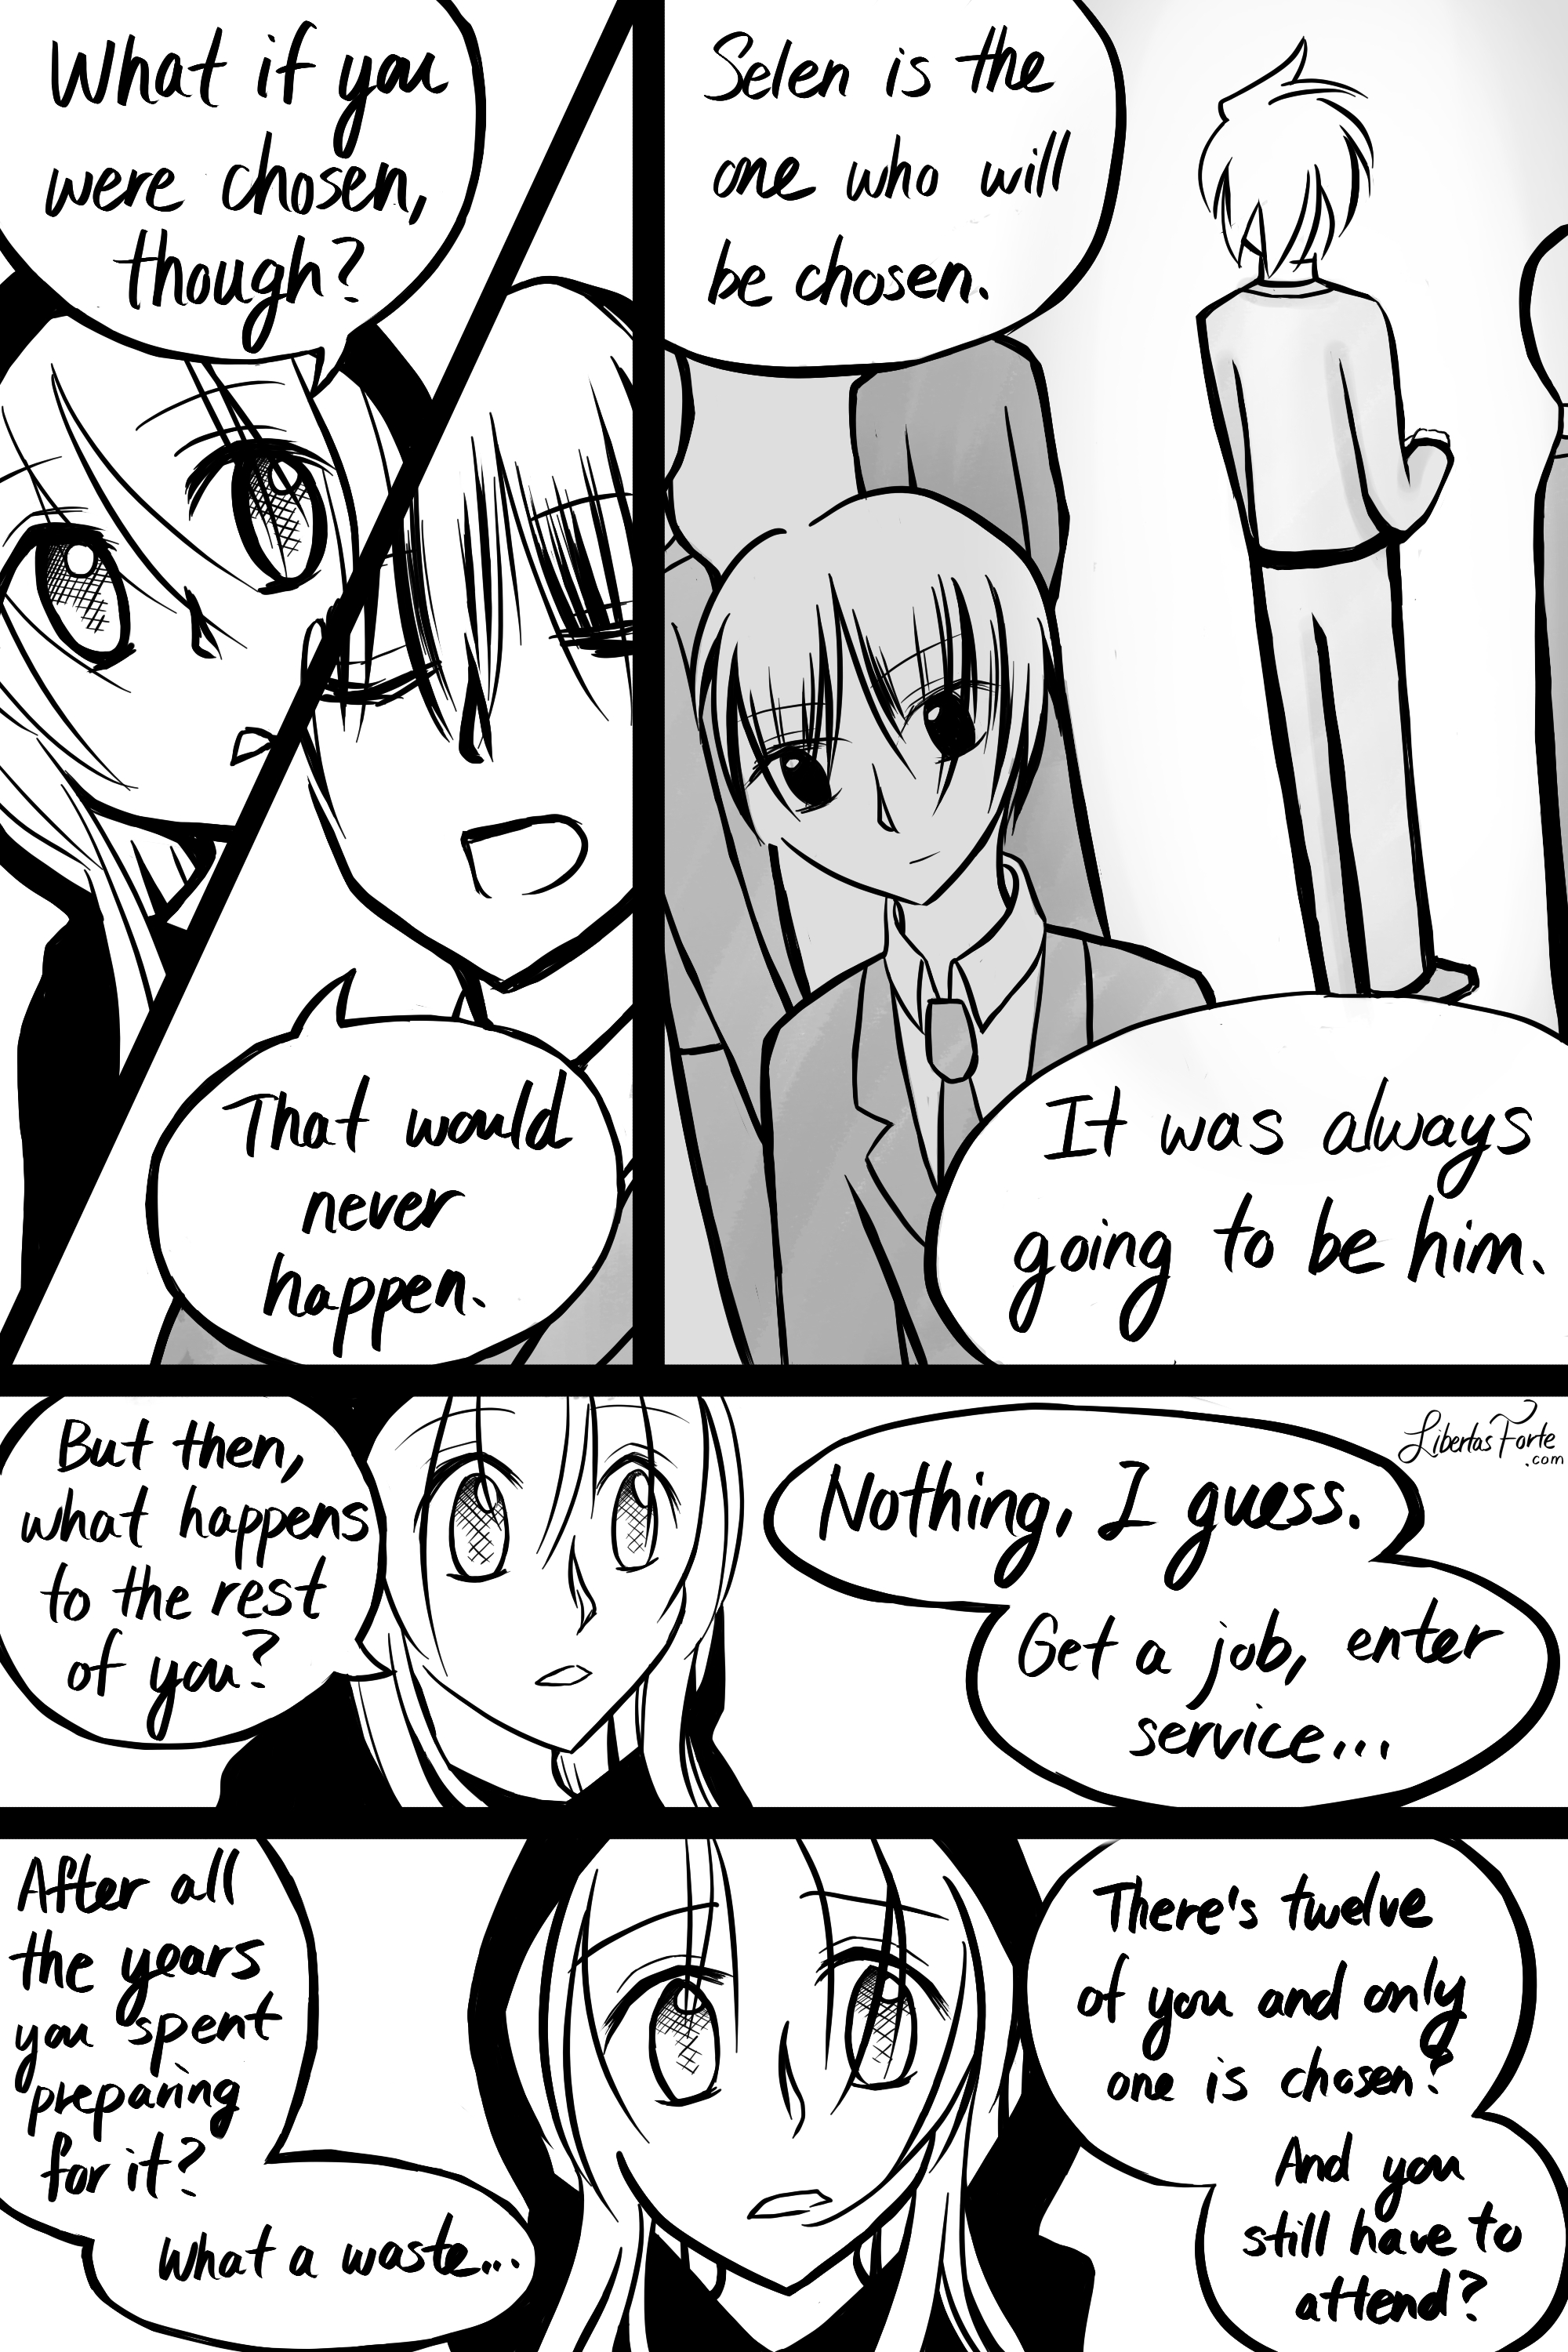 What if you
were chosen,
though?
That would
never
happen.
Selen is the
one who will
be chosen.
It was always
going to be him.
But then,
what happens
to the rest
of you?
Nothing, I guess.
Get a job, enter
service...
Libertas Forte
.com
After all
the years
you spent
preparing
for it?
What a waste...
There's twelve
of you and only
one is chosen?
And you
still have to
attend?